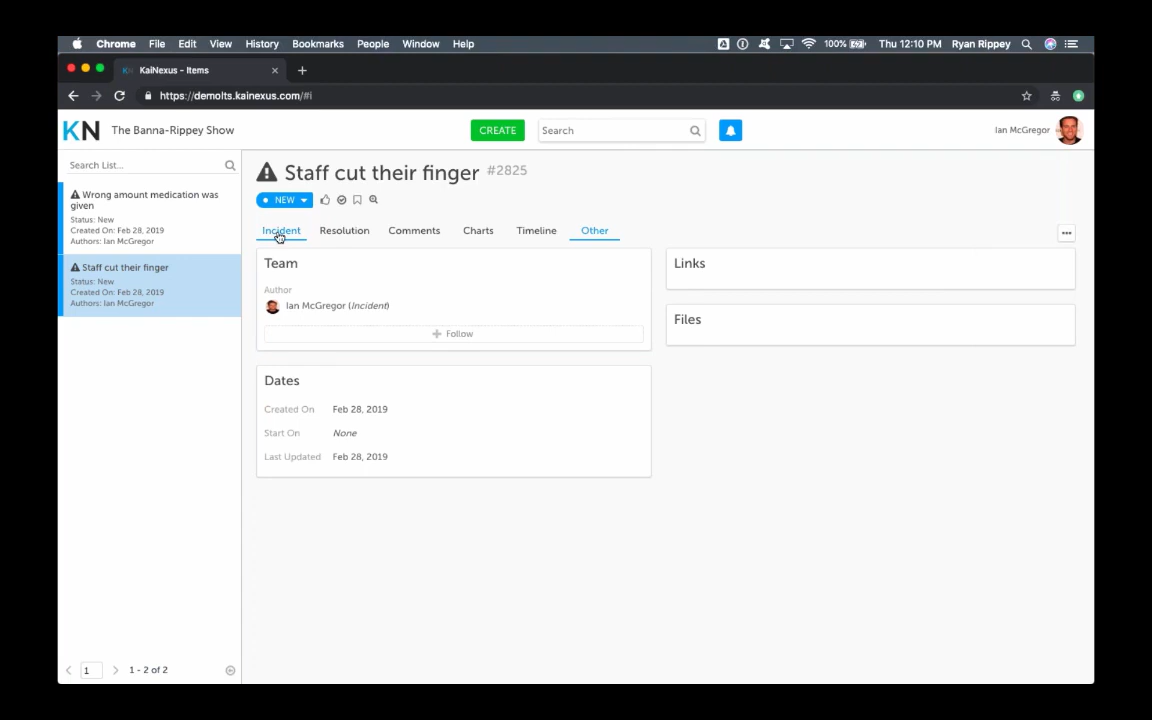 Chrome File Edit View History Bookmarks People Window Help 100% Thu 12:10 PM Ryan Rippey
KaiNexus - Items
https://demolts.kainexus.com/#i
KN The Banna-Rippey Show CREATE Search Ian McGregor
Search List...
Wrong amount medication was
given
Status: New
Created On: Feb 28, 2019
Authors: Ian McGregor
Staff cut their finger
Status: New
Created On: Feb 28, 2019
Authors: Ian McGregor
1 1 - 2 of 2
Staff cut their finger #2825
NEW
Incident Resolution Comments Charts Timeline Other
Team
Author
Ian McGregor (Incident)
Follow
Dates
Created On Feb 28, 2019
Start On None
Last Updated Feb 28, 2019
Links
Files